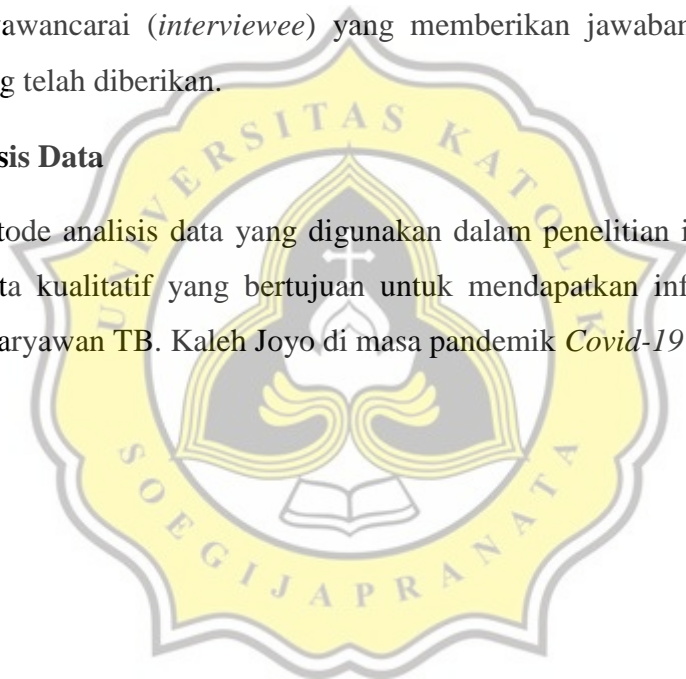 awancarai (interviewee) yang memberikan jawaban
g telah diberikan.
sis Data
tode analisis data yang digunakan dalam penelitian i
ta kualitatif yang bertujuan untuk mendapatkan inf
aryawan TB. Kaleh Joyo di masa pandemik Covid-19
UNIVERSITAS KATOLIK
SOEGIJAPRANATA